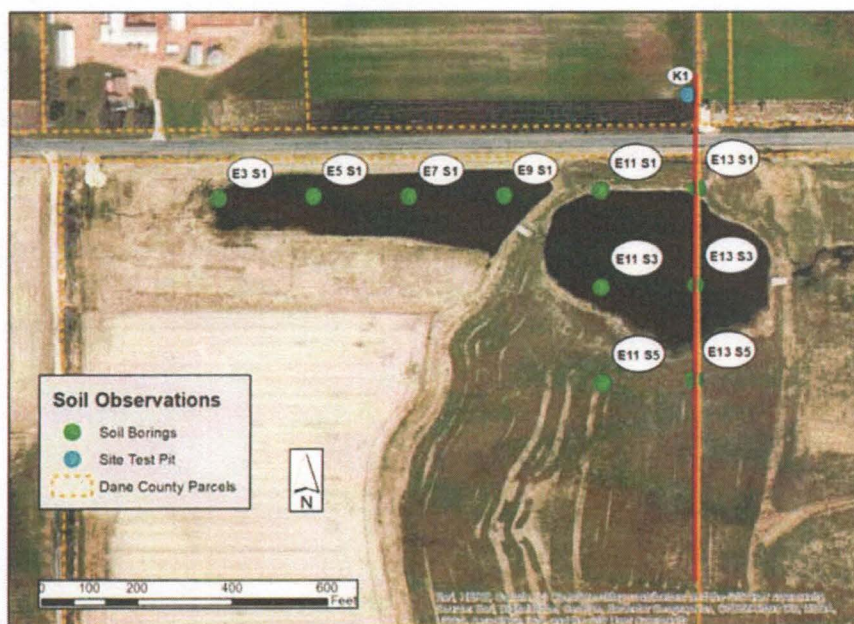 K1
E3 S1
E5 S1
E7 S1
E9 S1
E11 S1
E13 S1
E11 S3
E13 S3
E11 S5
E13 S5
Soil Observations
Soil Borings
Site Test Pit
Dane County Parcels
N
0 100 200 400 600
Feet